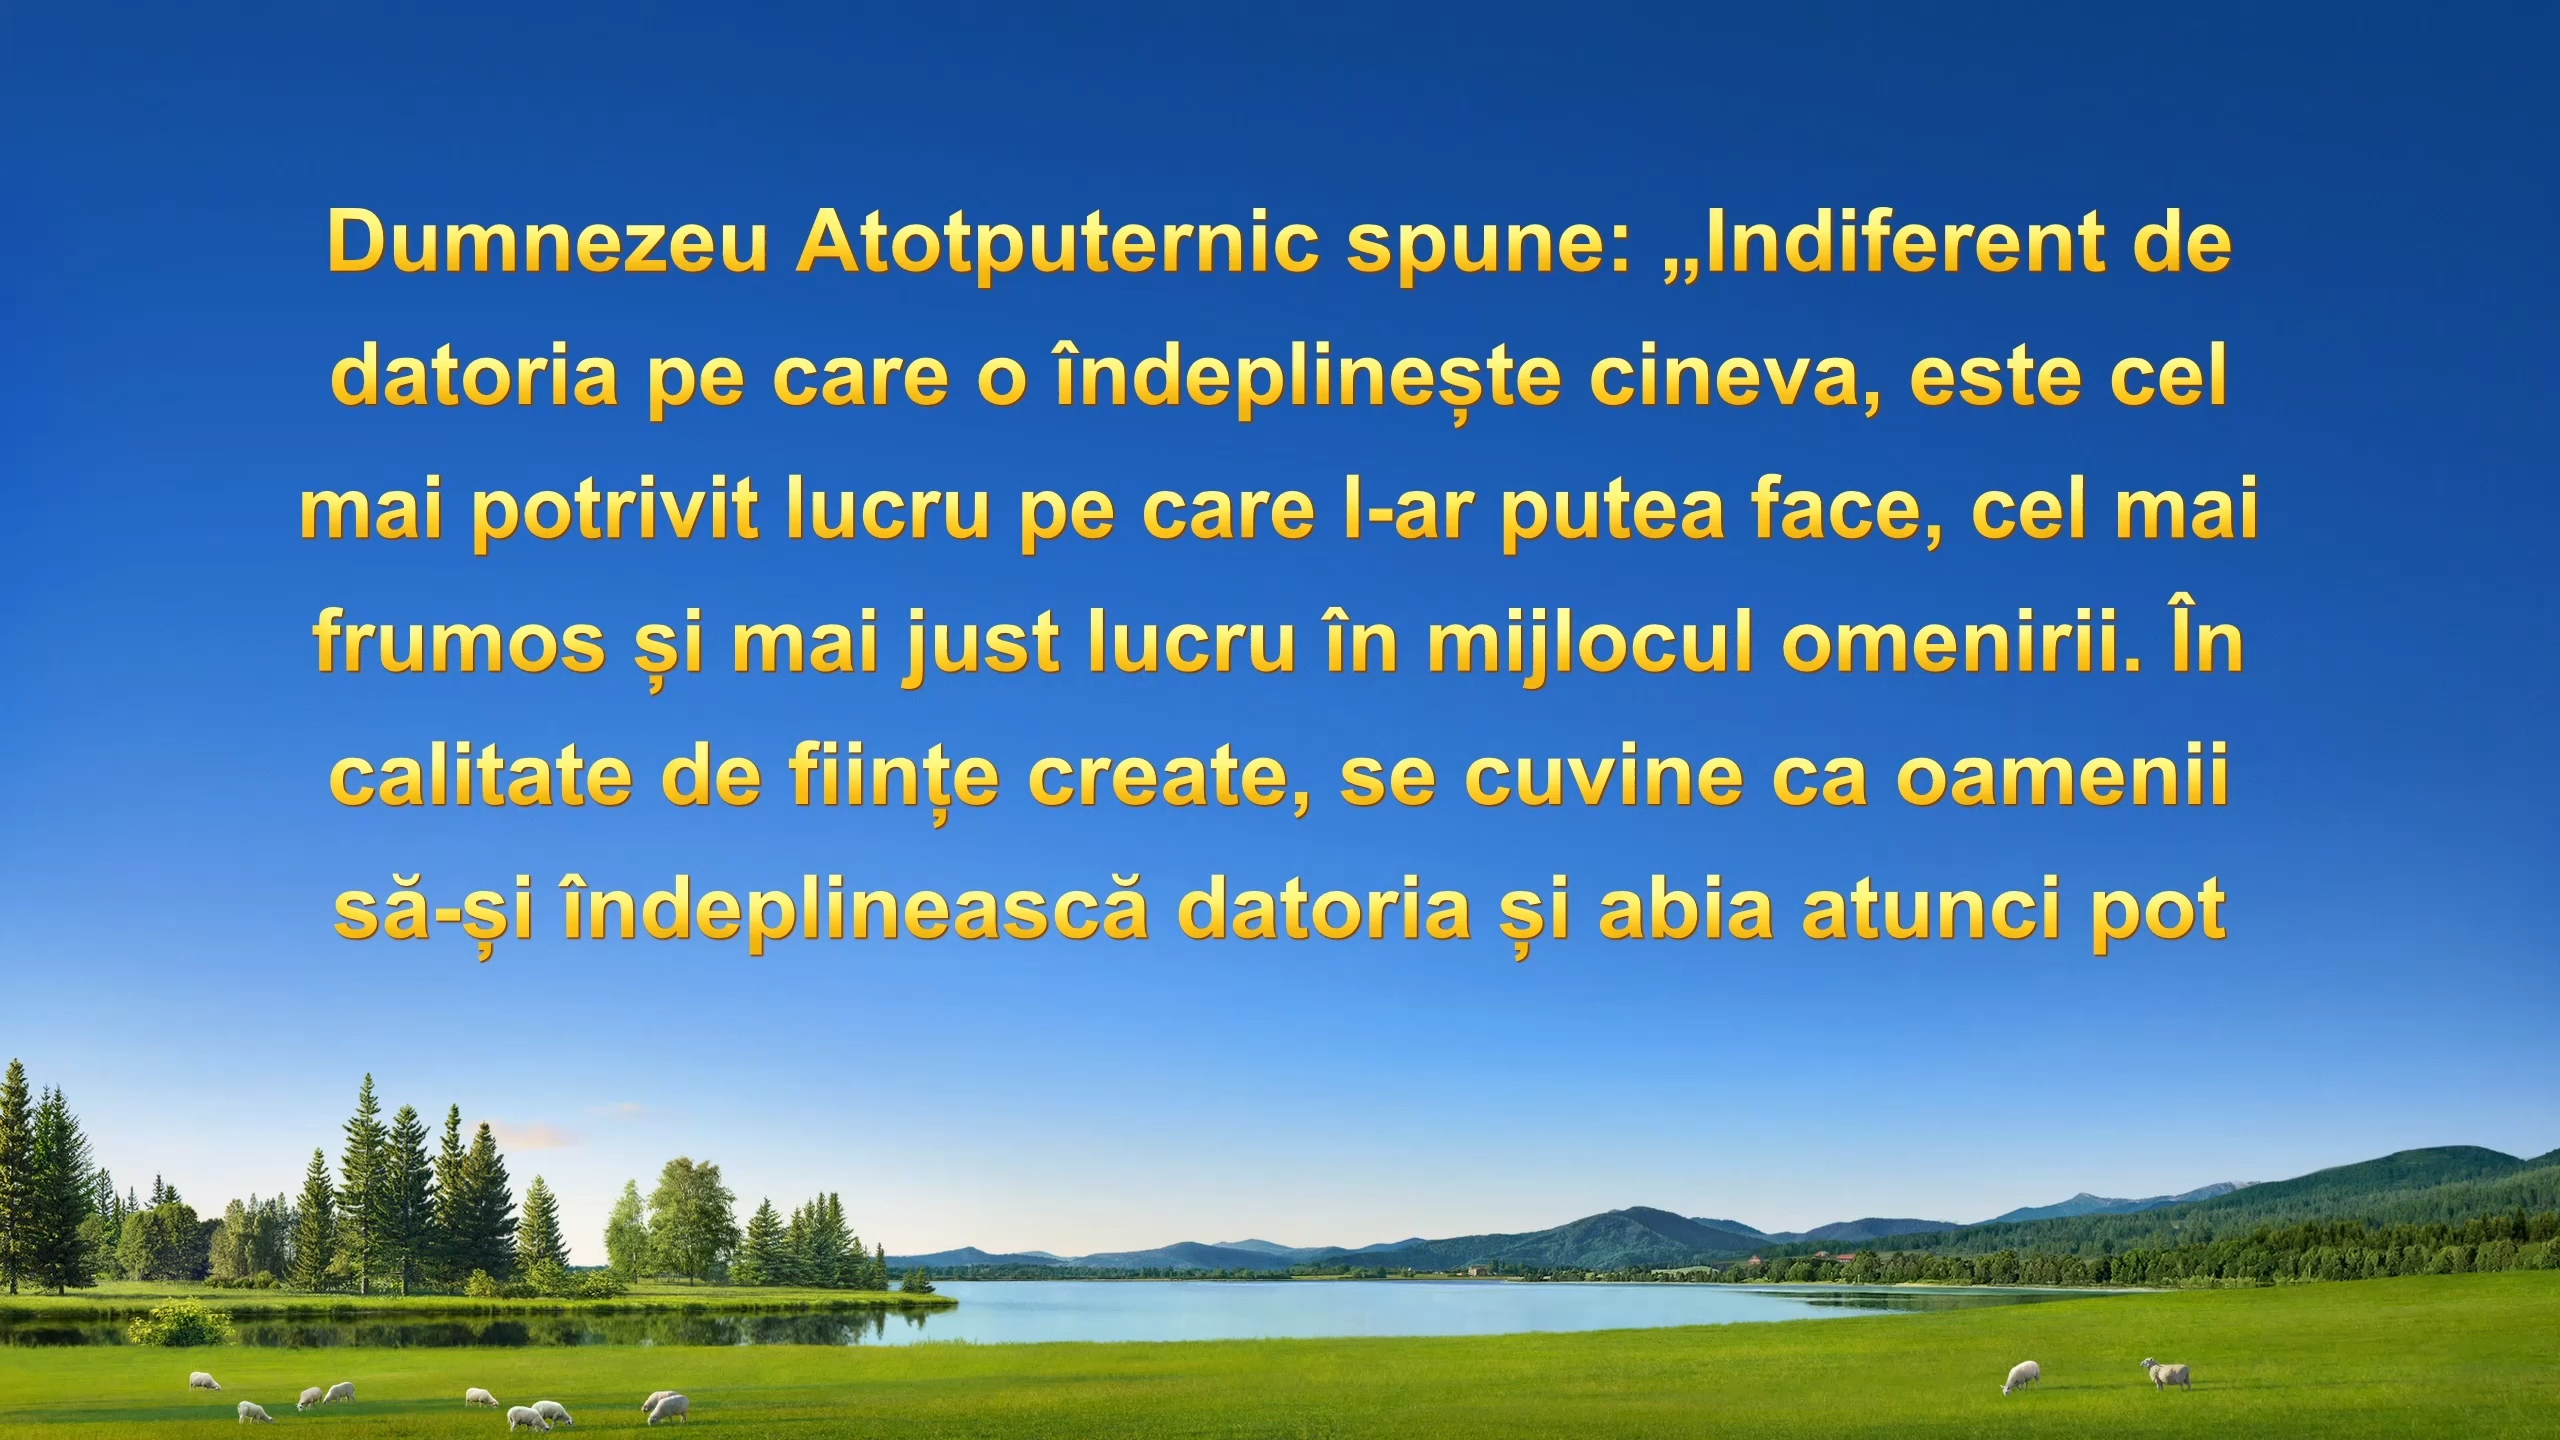 Dumnezeu Atotputernic spune: „Indiferent de
datoria pe care o îndeplinește cineva, este cel
mai potrivit lucru pe care l-ar putea face, cel mai
frumos și mai just lucru în mijlocul omenirii. În
calitate de ființe create, se cuvine ca oamenii
să-și îndeplinească datoria și abia atunci pot